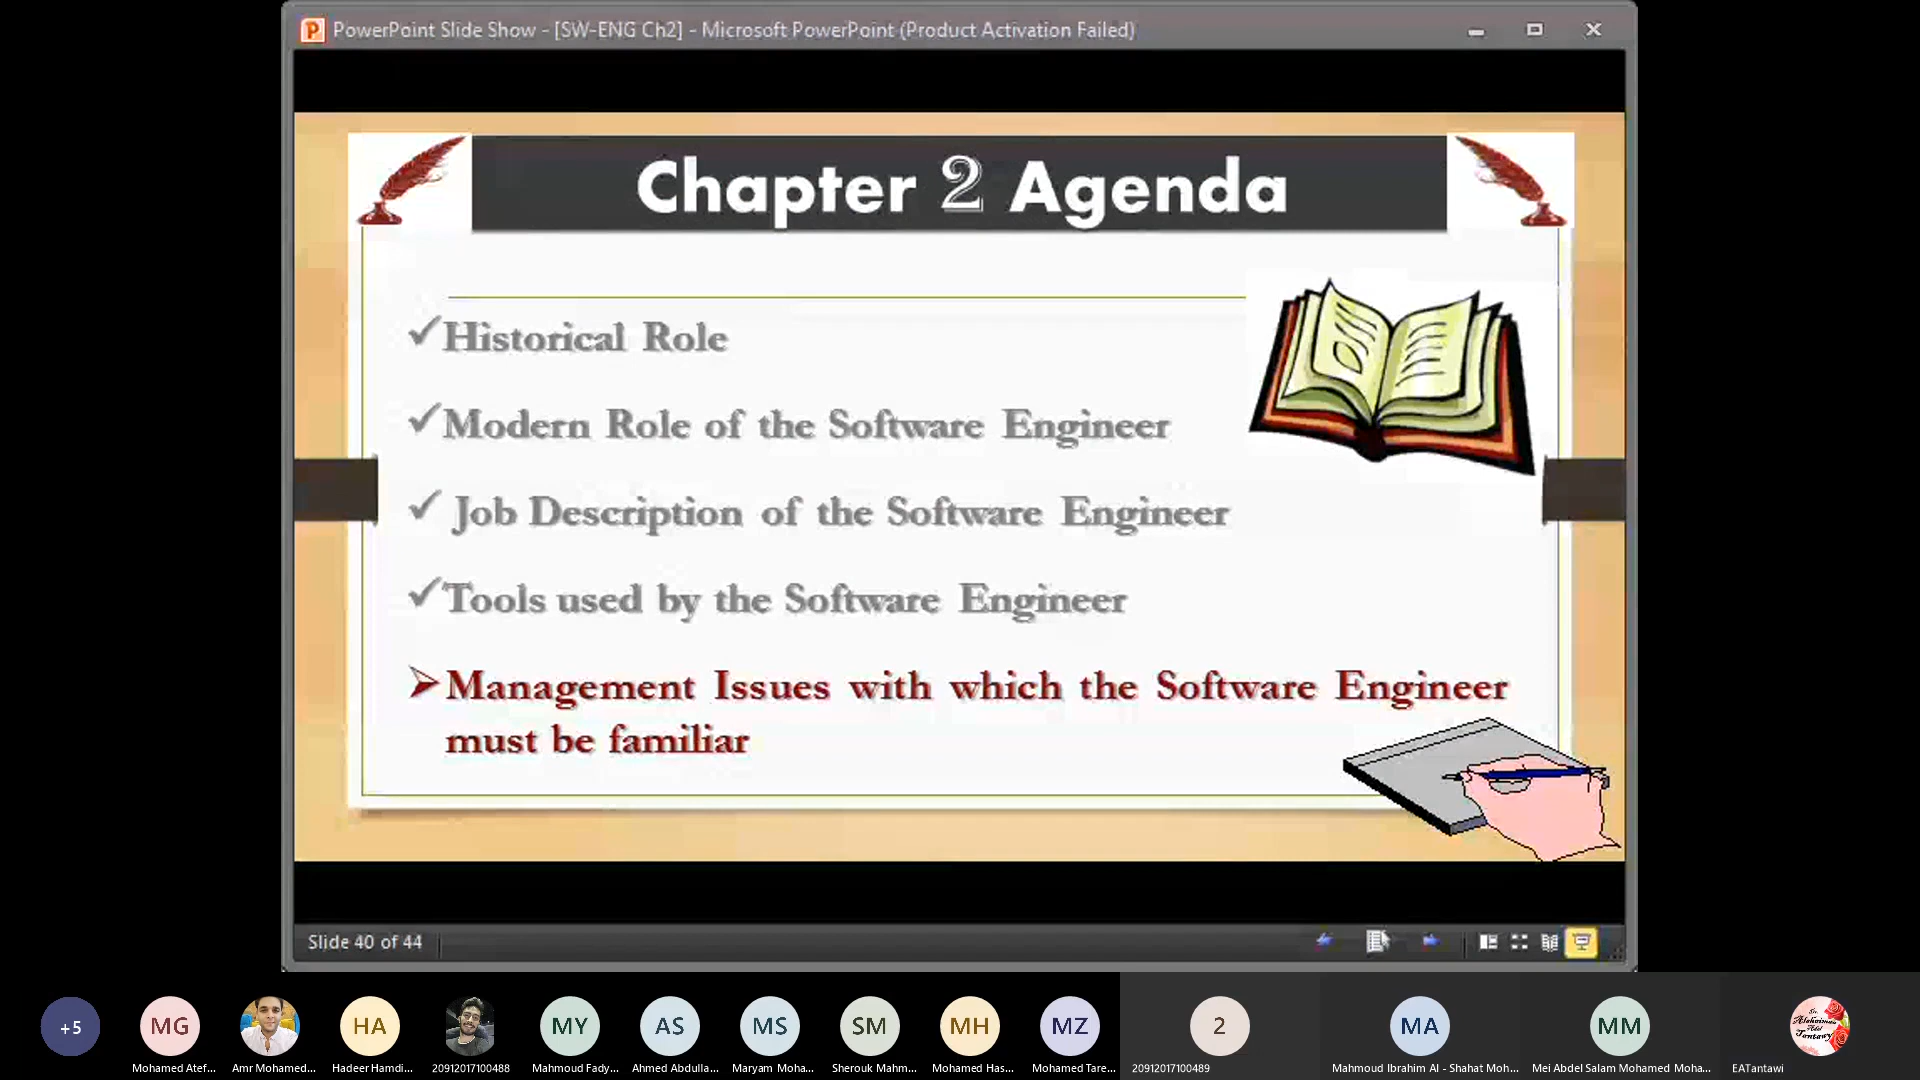 PowerPoint Slide Show - [SW-ENG Ch2] - Microsoft PowerPoint (Product Activation Failed)
Chapter 2 Agenda
Historical Role
Modern Role of the Software Engineer
Job Description of the Software Engineer
Tools used by the Software Engineer
Management Issues with which the Software Engineer
must be familiar
Slide 40 of 44
+5
MG
HA
MY
AS
MS
SM
MH
MZ
2
MA
MM
Mohamed Atef...
Amr Mohamed...
Hadeer Hamdi...
20912017100488
Mahmoud Fady...
Ahmed Abdulla...
Maryam Moha...
Sherouk Mahm...
Mohamed Has...
Mohamed Tare...
20912017100489
Mahmoud Ibrahim Al - Shahat Moh...
Mei Abdel Salam Mohamed Moha...
EATantawi